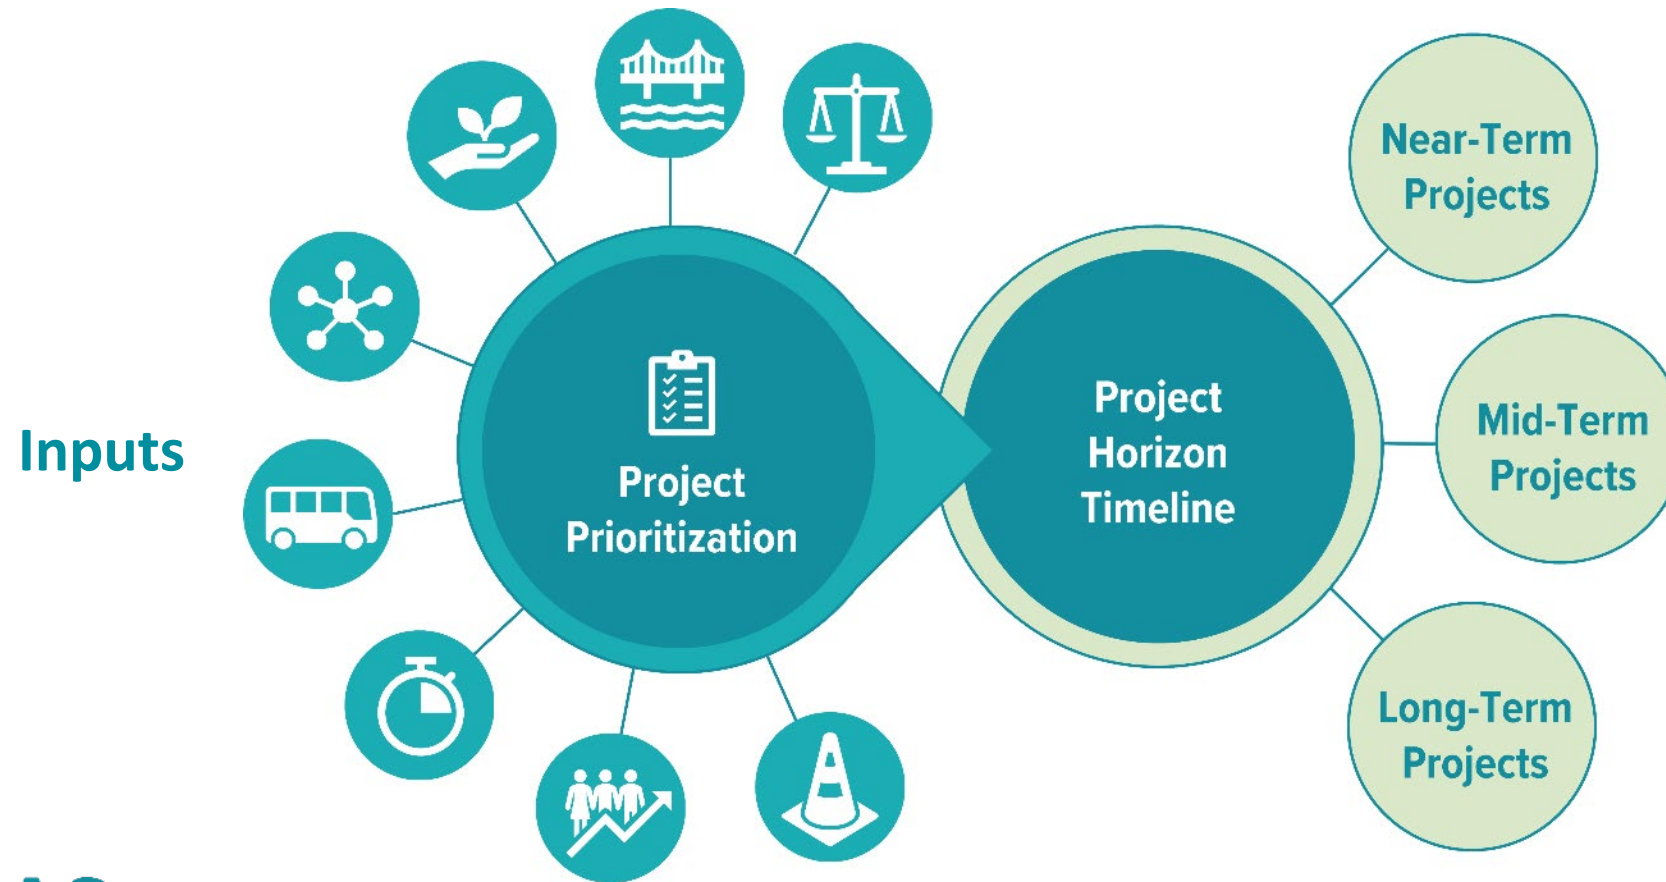 Inputs
Project
Prioritization
Project
Horizon
Timeline
Near-Term
Projects
Mid-Term
Projects
Long-Term
Projects